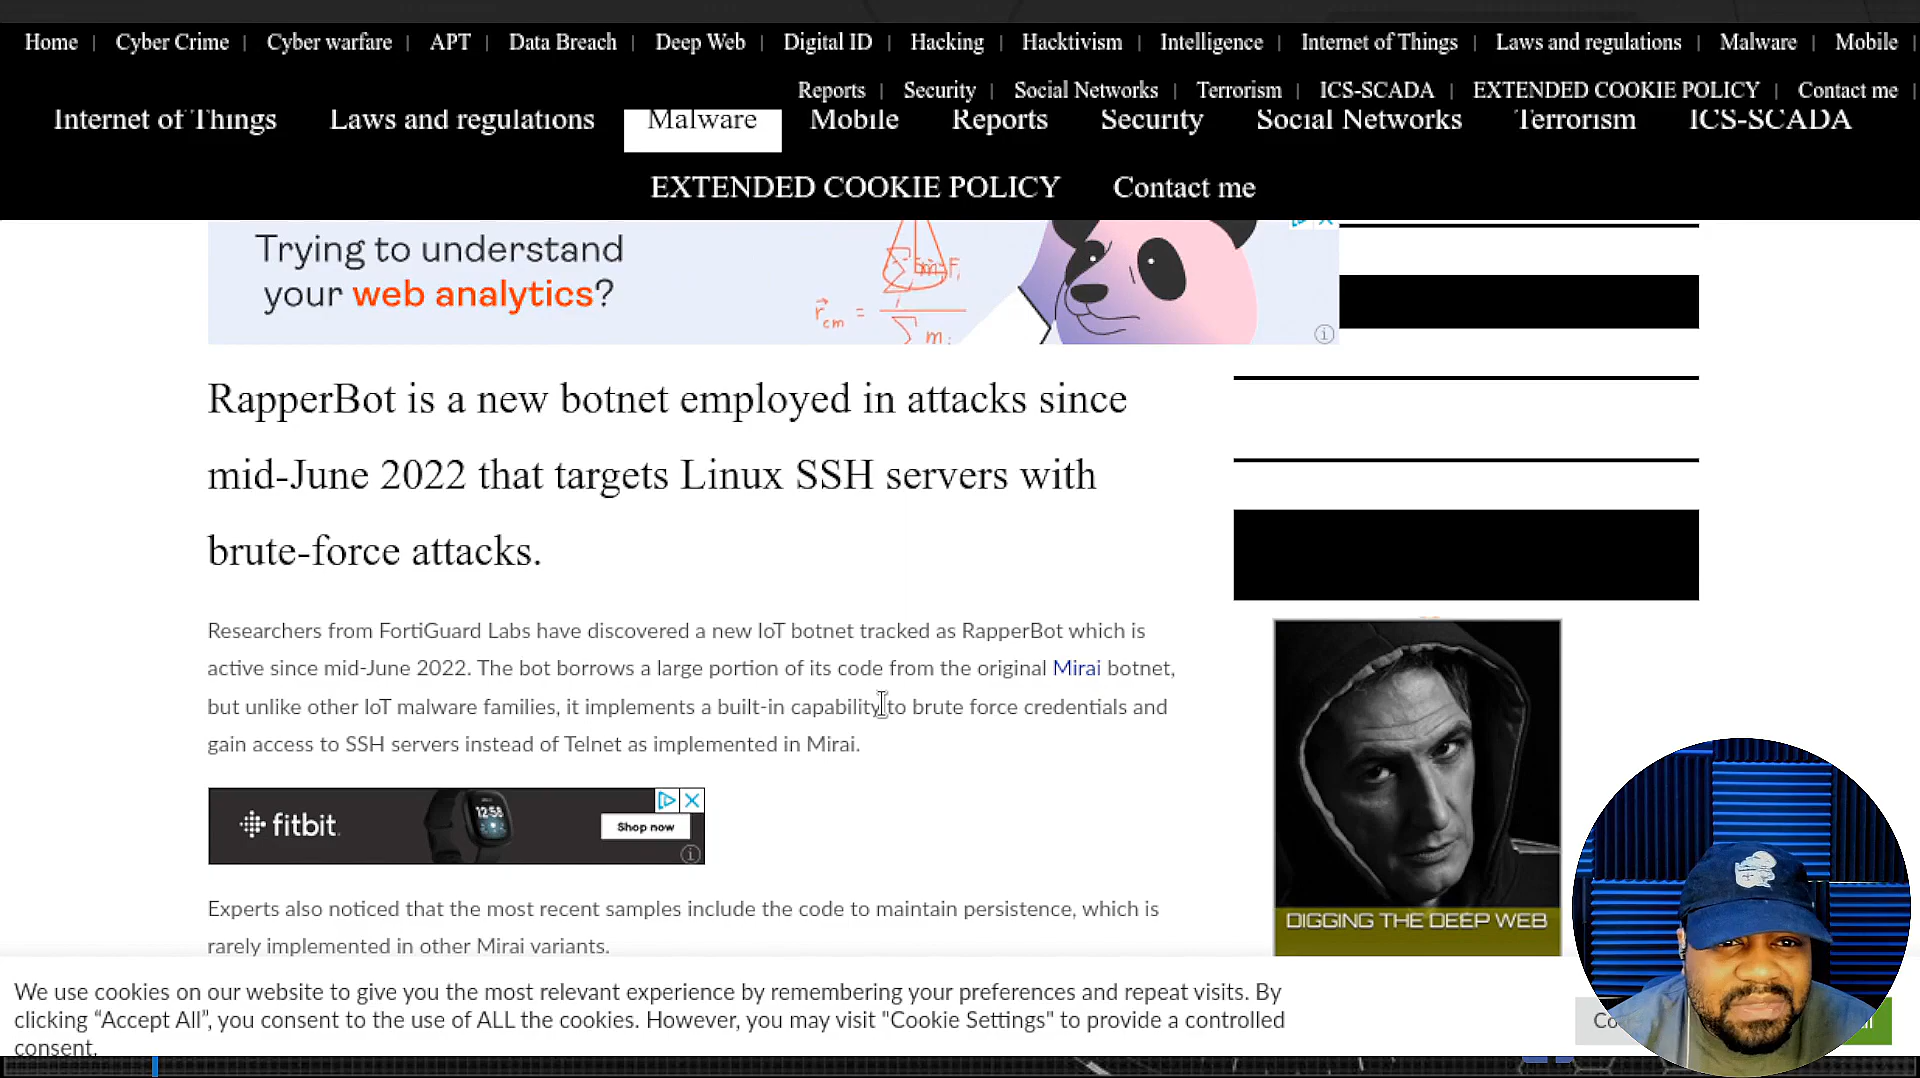 Home | Cyber Crime | Cyber warfare | APT | Data Breach | Deep Web | Digital ID | Hacking | Hacktivism | Intelligence | Internet of Things | Laws and regulations | Malware | Mobile |
Reports | Security | Social Networks | Terrorism | ICS-SCADA | EXTENDED COOKIE POLICY | Contact me |
Internet of Things Laws and regulations Malware Mobile Reports Security Social Networks Terrorism ICS-SCADA
EXTENDED COOKIE POLICY Contact me
Trying to understand
your web analytics?
RapperBot is a new botnet employed in attacks since
mid-June 2022 that targets Linux SSH servers with
brute-force attacks.
Researchers from FortiGuard Labs have discovered a new IoT botnet tracked as RapperBot which is
active since mid-June 2022. The bot borrows a large portion of its code from the original Mirai botnet,
but unlike other IoT malware families, it implements a built-in capability to brute force credentials and
gain access to SSH servers instead of Telnet as implemented in Mirai.
fitbit
12:58
Shop now
Experts also noticed that the most recent samples include the code to maintain persistence, which is
rarely implemented in other Mirai variants.
DIGGING THE DEEP WEB
We use cookies on our website to give you the most relevant experience by remembering your preferences and repeat visits. By
clicking “Accept All”, you consent to the use of ALL the cookies. However, you may visit "Cookie Settings" to provide a controlled
consent.